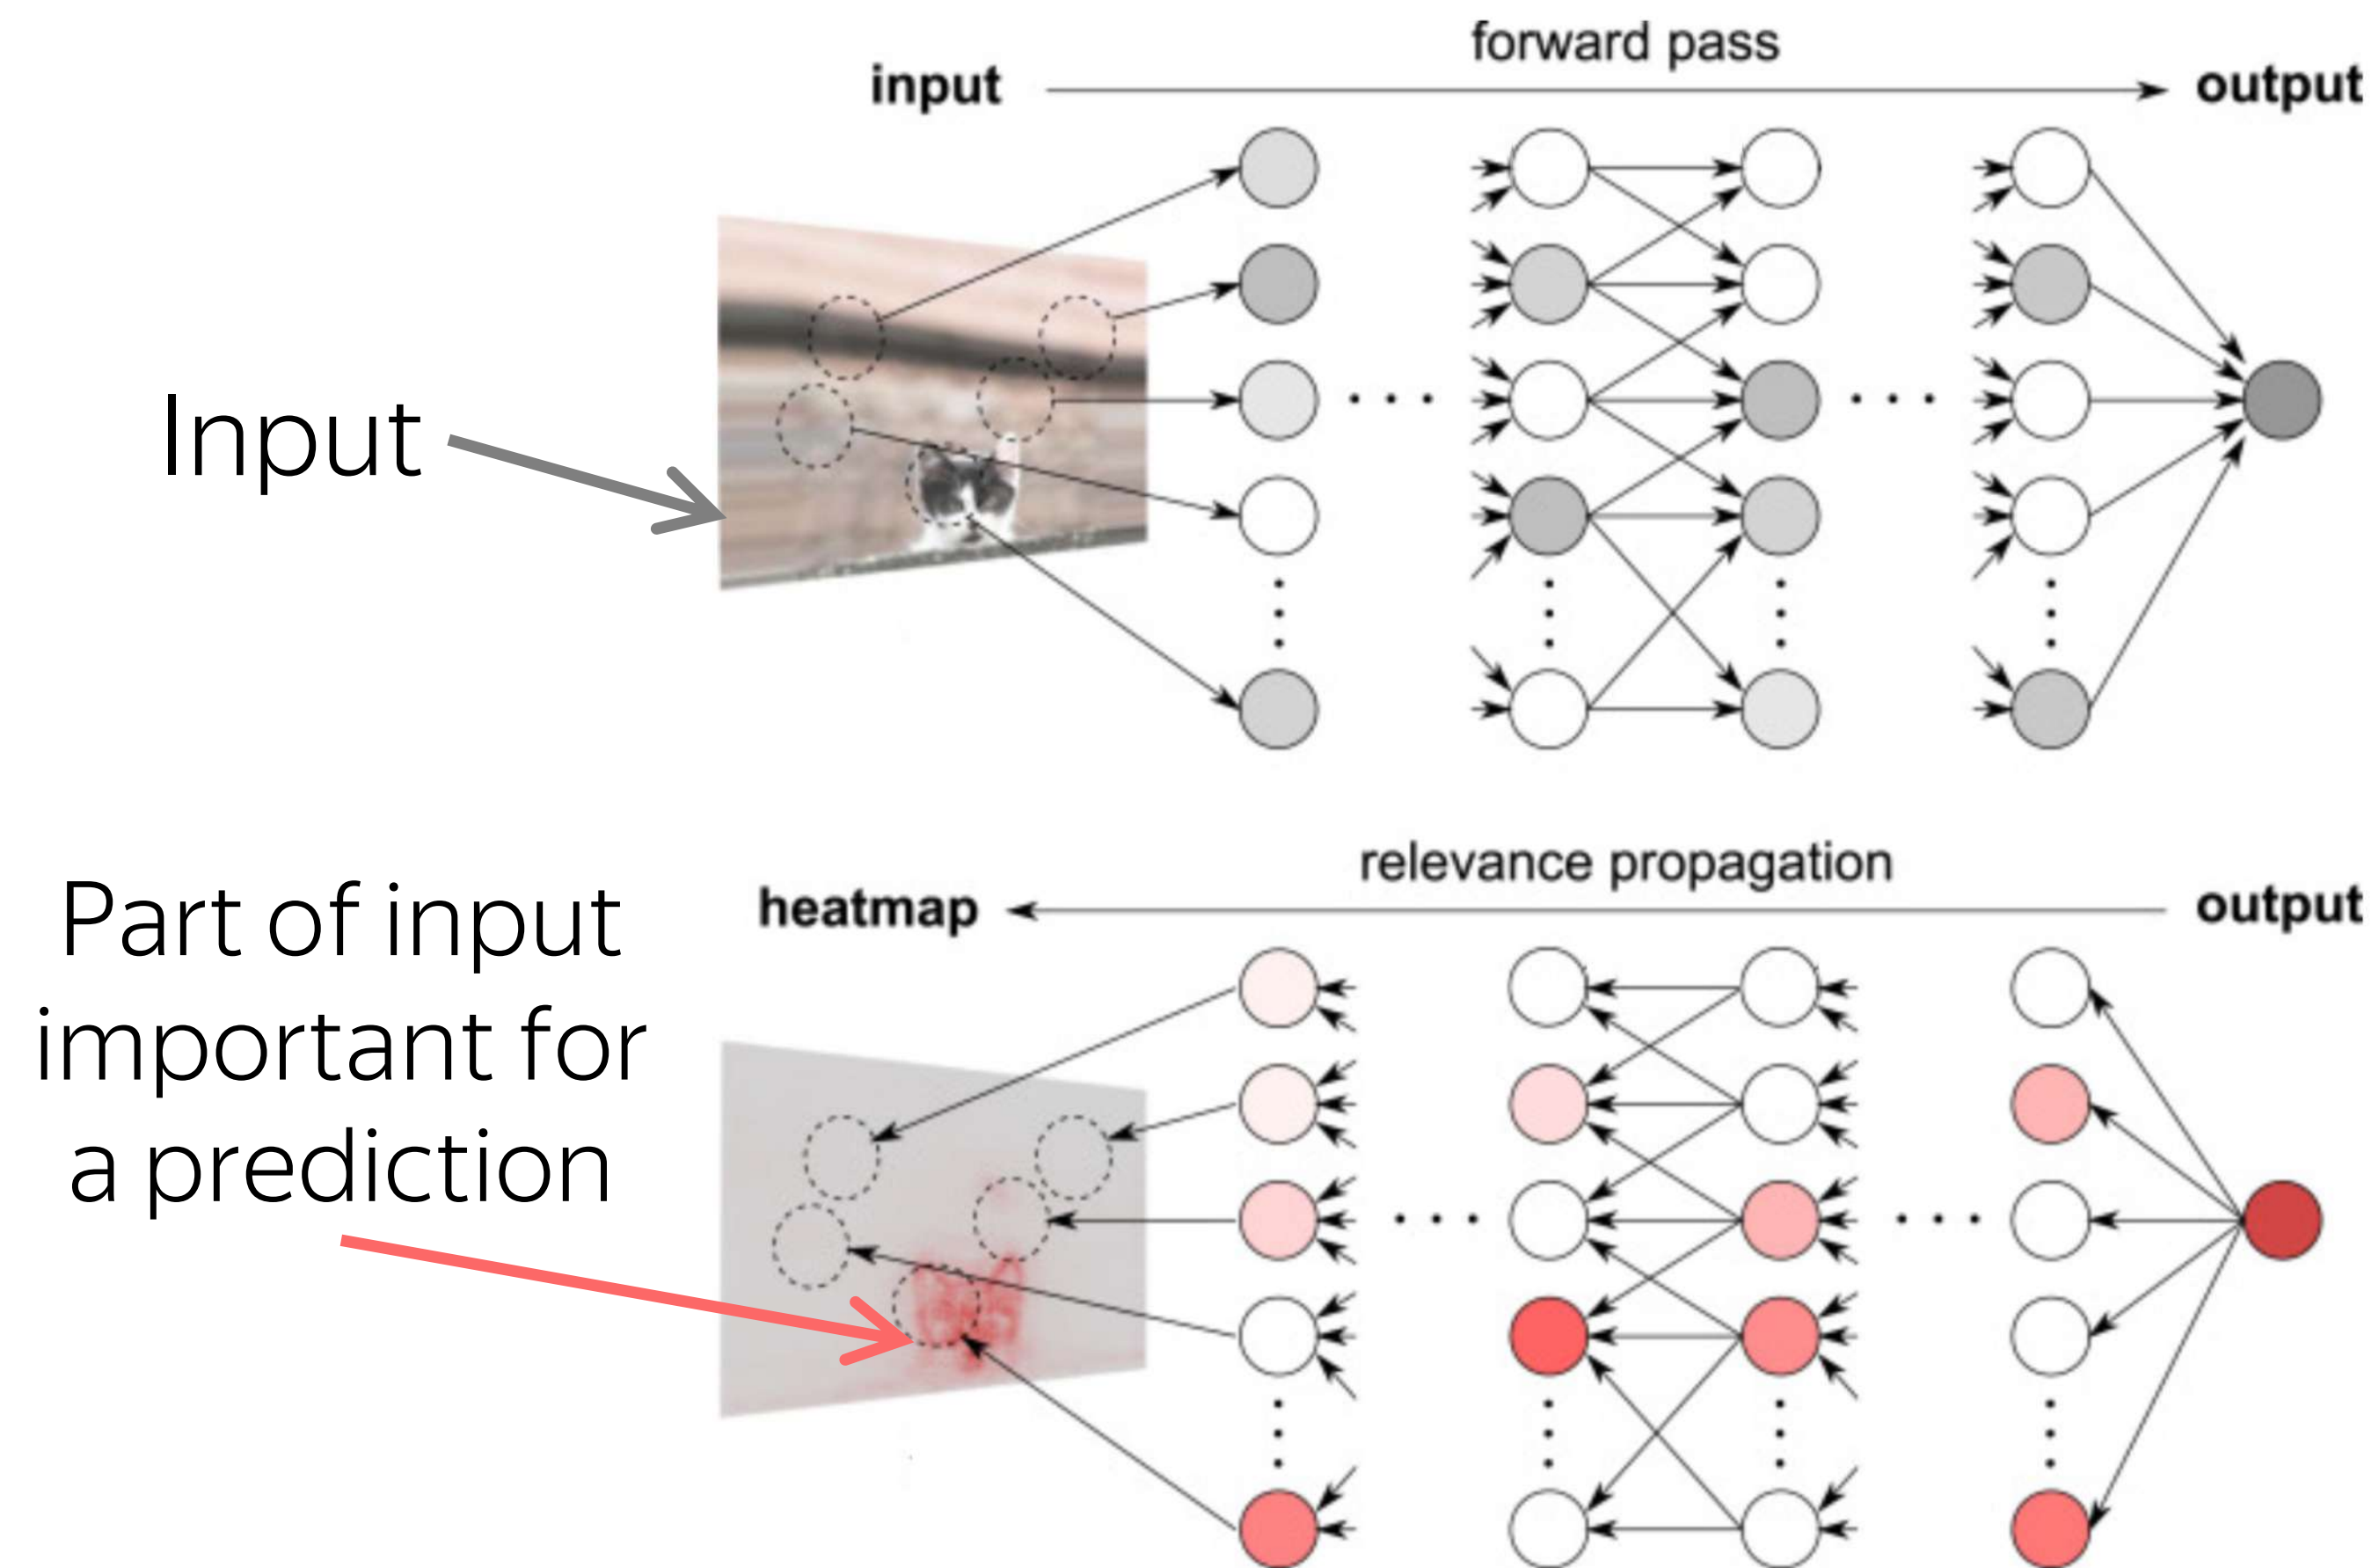 forward pass
input
output
Input
relevance propagation
heatmap
output
Part of input
important for
a prediction